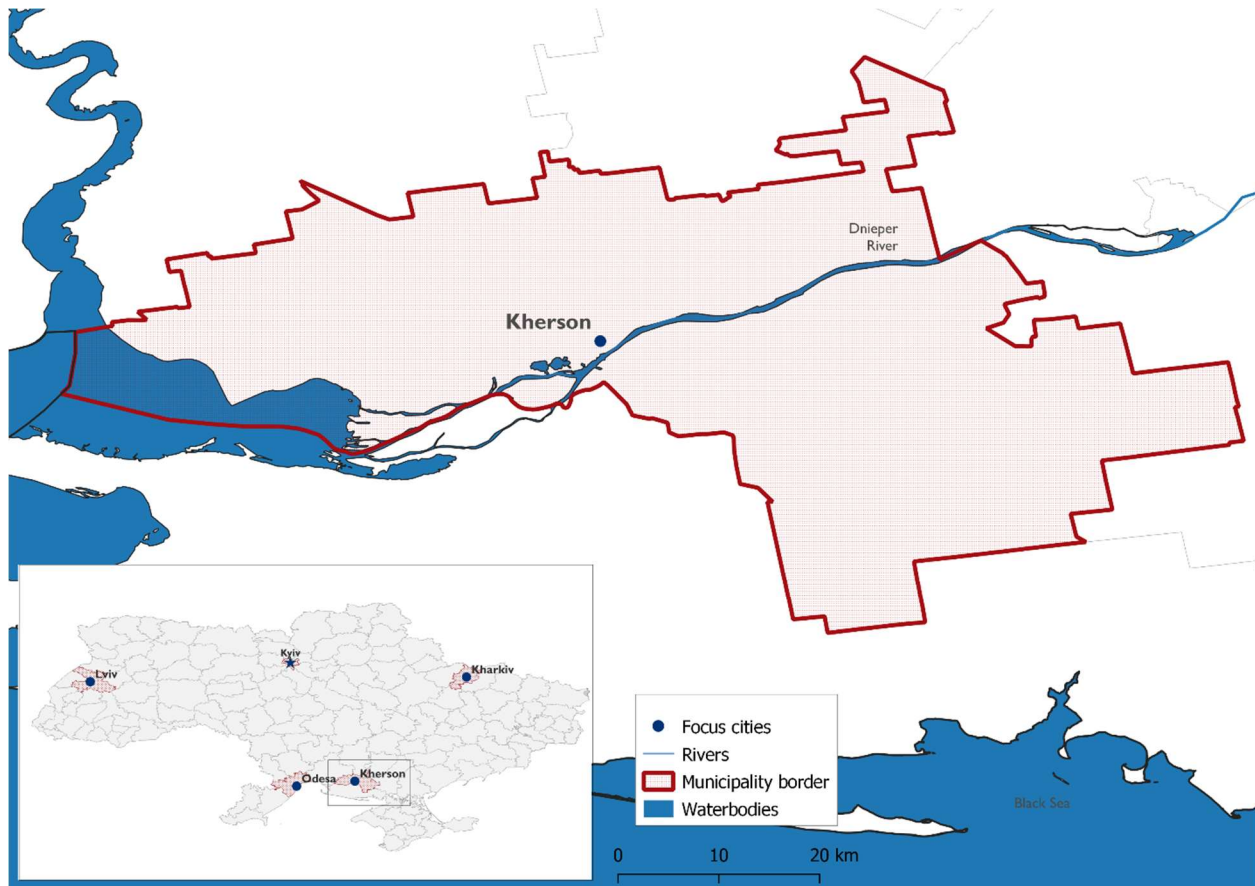 Dnieper
River
Kherson
Kyiv
Lviv
Kharkiv
Odesa
Kherson
Focus cities
Rivers
Municipality border
Waterbodies
Black Sea
0 10 20 km